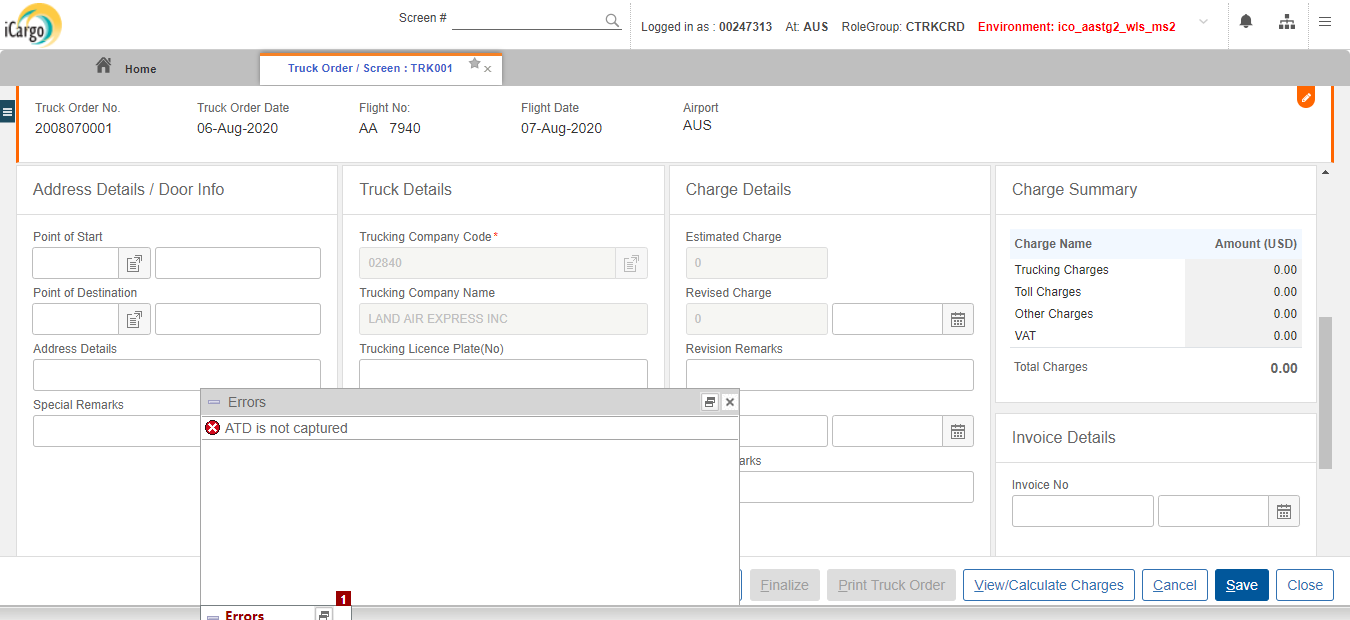 iCargo
Screen #
Logged in as : 00247313 At: AUS RoleGroup: CTRKCRD Environment: ico_aastg2_wls_ms2
Home
Truck Order / Screen : TRK001
Truck Order No. Truck Order Date Flight No: Flight Date Airport
2008070001 06-Aug-2020 AA 7940 07-Aug-2020 AUS
Address Details / Door Info
Point of Start
Point of Destination
Address Details
Special Remarks
Truck Details
Trucking Company Code*
02840
Trucking Company Name
LAND AIR EXPRESS INC
Trucking Licence Plate(No)
Charge Details
Estimated Charge
0
Revised Charge
0
Revision Remarks
arks
Charge Summary
Charge Name Amount (USD)
Trucking Charges 0.00
Toll Charges 0.00
Other Charges 0.00
VAT 0.00
Total Charges 0.00
Invoice Details
Invoice No
Errors
ATD is not captured
Finalize Print Truck Order View/Calculate Charges Cancel Save Close
1
Errors